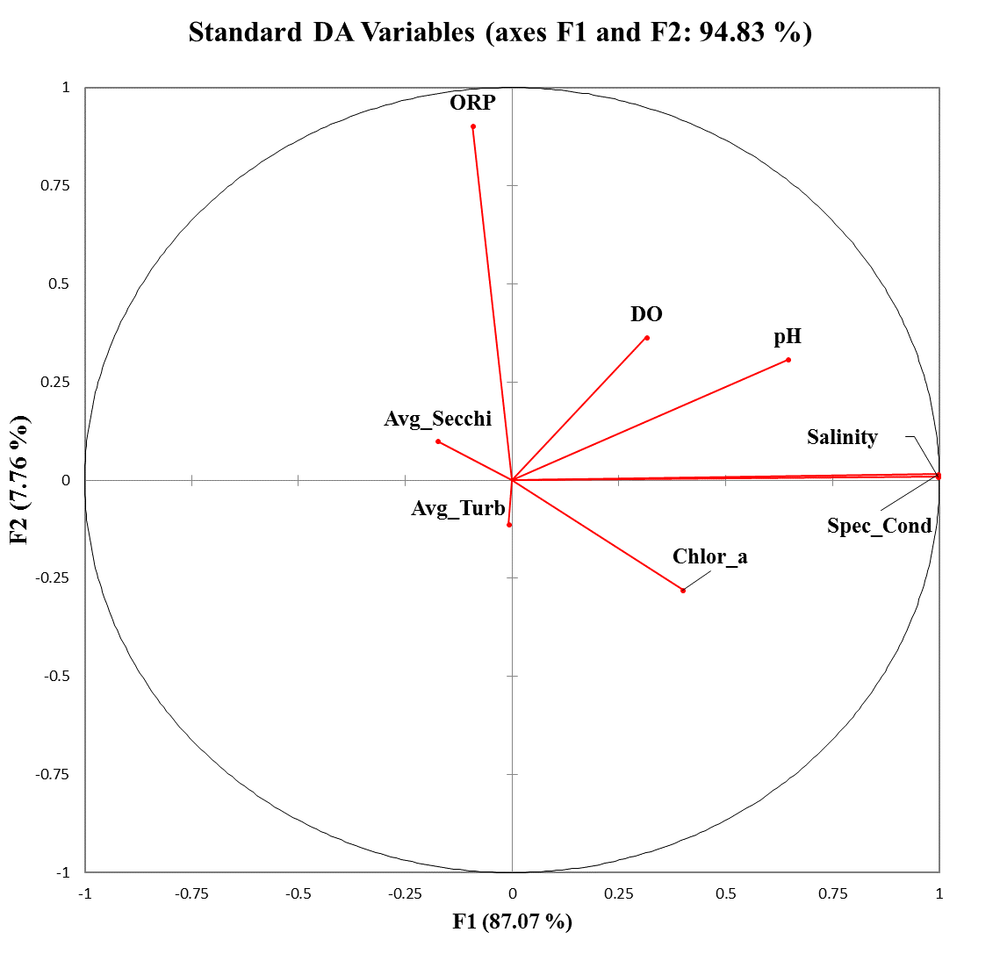 Standard DA Variables (axes F1 and F2: 94.83 %)
1
ORP
0.75
0.5
DO
pH
0.25
Avg_Secchi
Salinity
0
Avg_Turb
Spec_Cond
Chlor_a
-0.25
-0.5
-0.75
-1
F2 (7.76 %)
-1
-0.75
-0.5
-0.25
0
0.25
0.5
0.75
1
F1 (87.07 %)